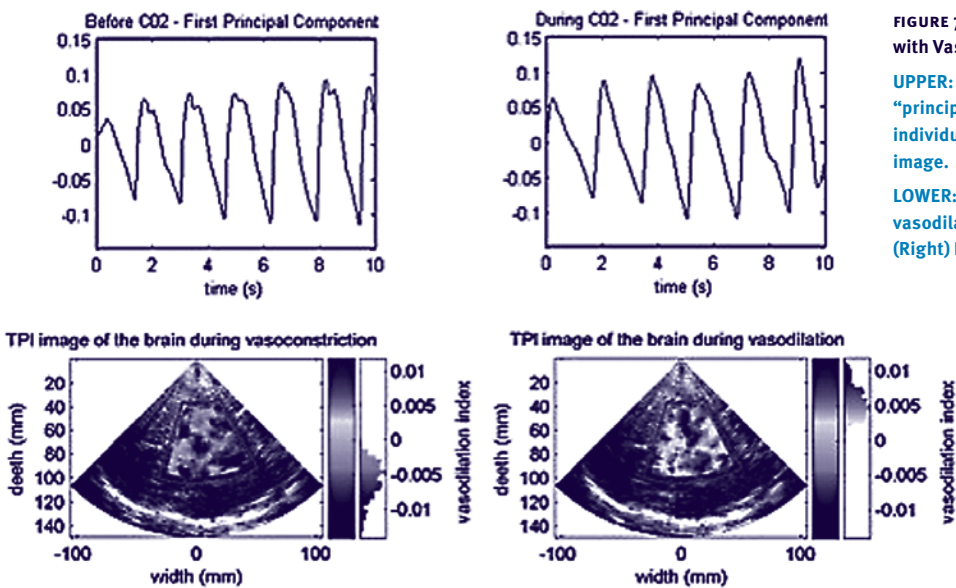 Before C02 - First Principal Component
0.15
0.1
0.05
0
-0.05
-0.1
0 2 4 6 8 10
time (s)
During C02 - First Principal Component
0.15
0.1
0.05
0
-0.05
-0.1
0 2 4 6 8 10
time (s)
FIGURE
with
UPPER:
“princip
individu
image.
LOWER:
vasodila
(Right)
TPI image of the brain during vasoconstriction
deeth (mm)
20
40
60
80
100
120
140
-100 0 100
width (mm)
0.01
0.005
0
-0.005
-0.01
vasodilation index
TPI image of the brain during vasodilation
deeth (mm)
20
40
60
80
100
120
140
-100 0 100
width (mm)
0.01
0.005
0
-0.005
-0.01
vasodilation index